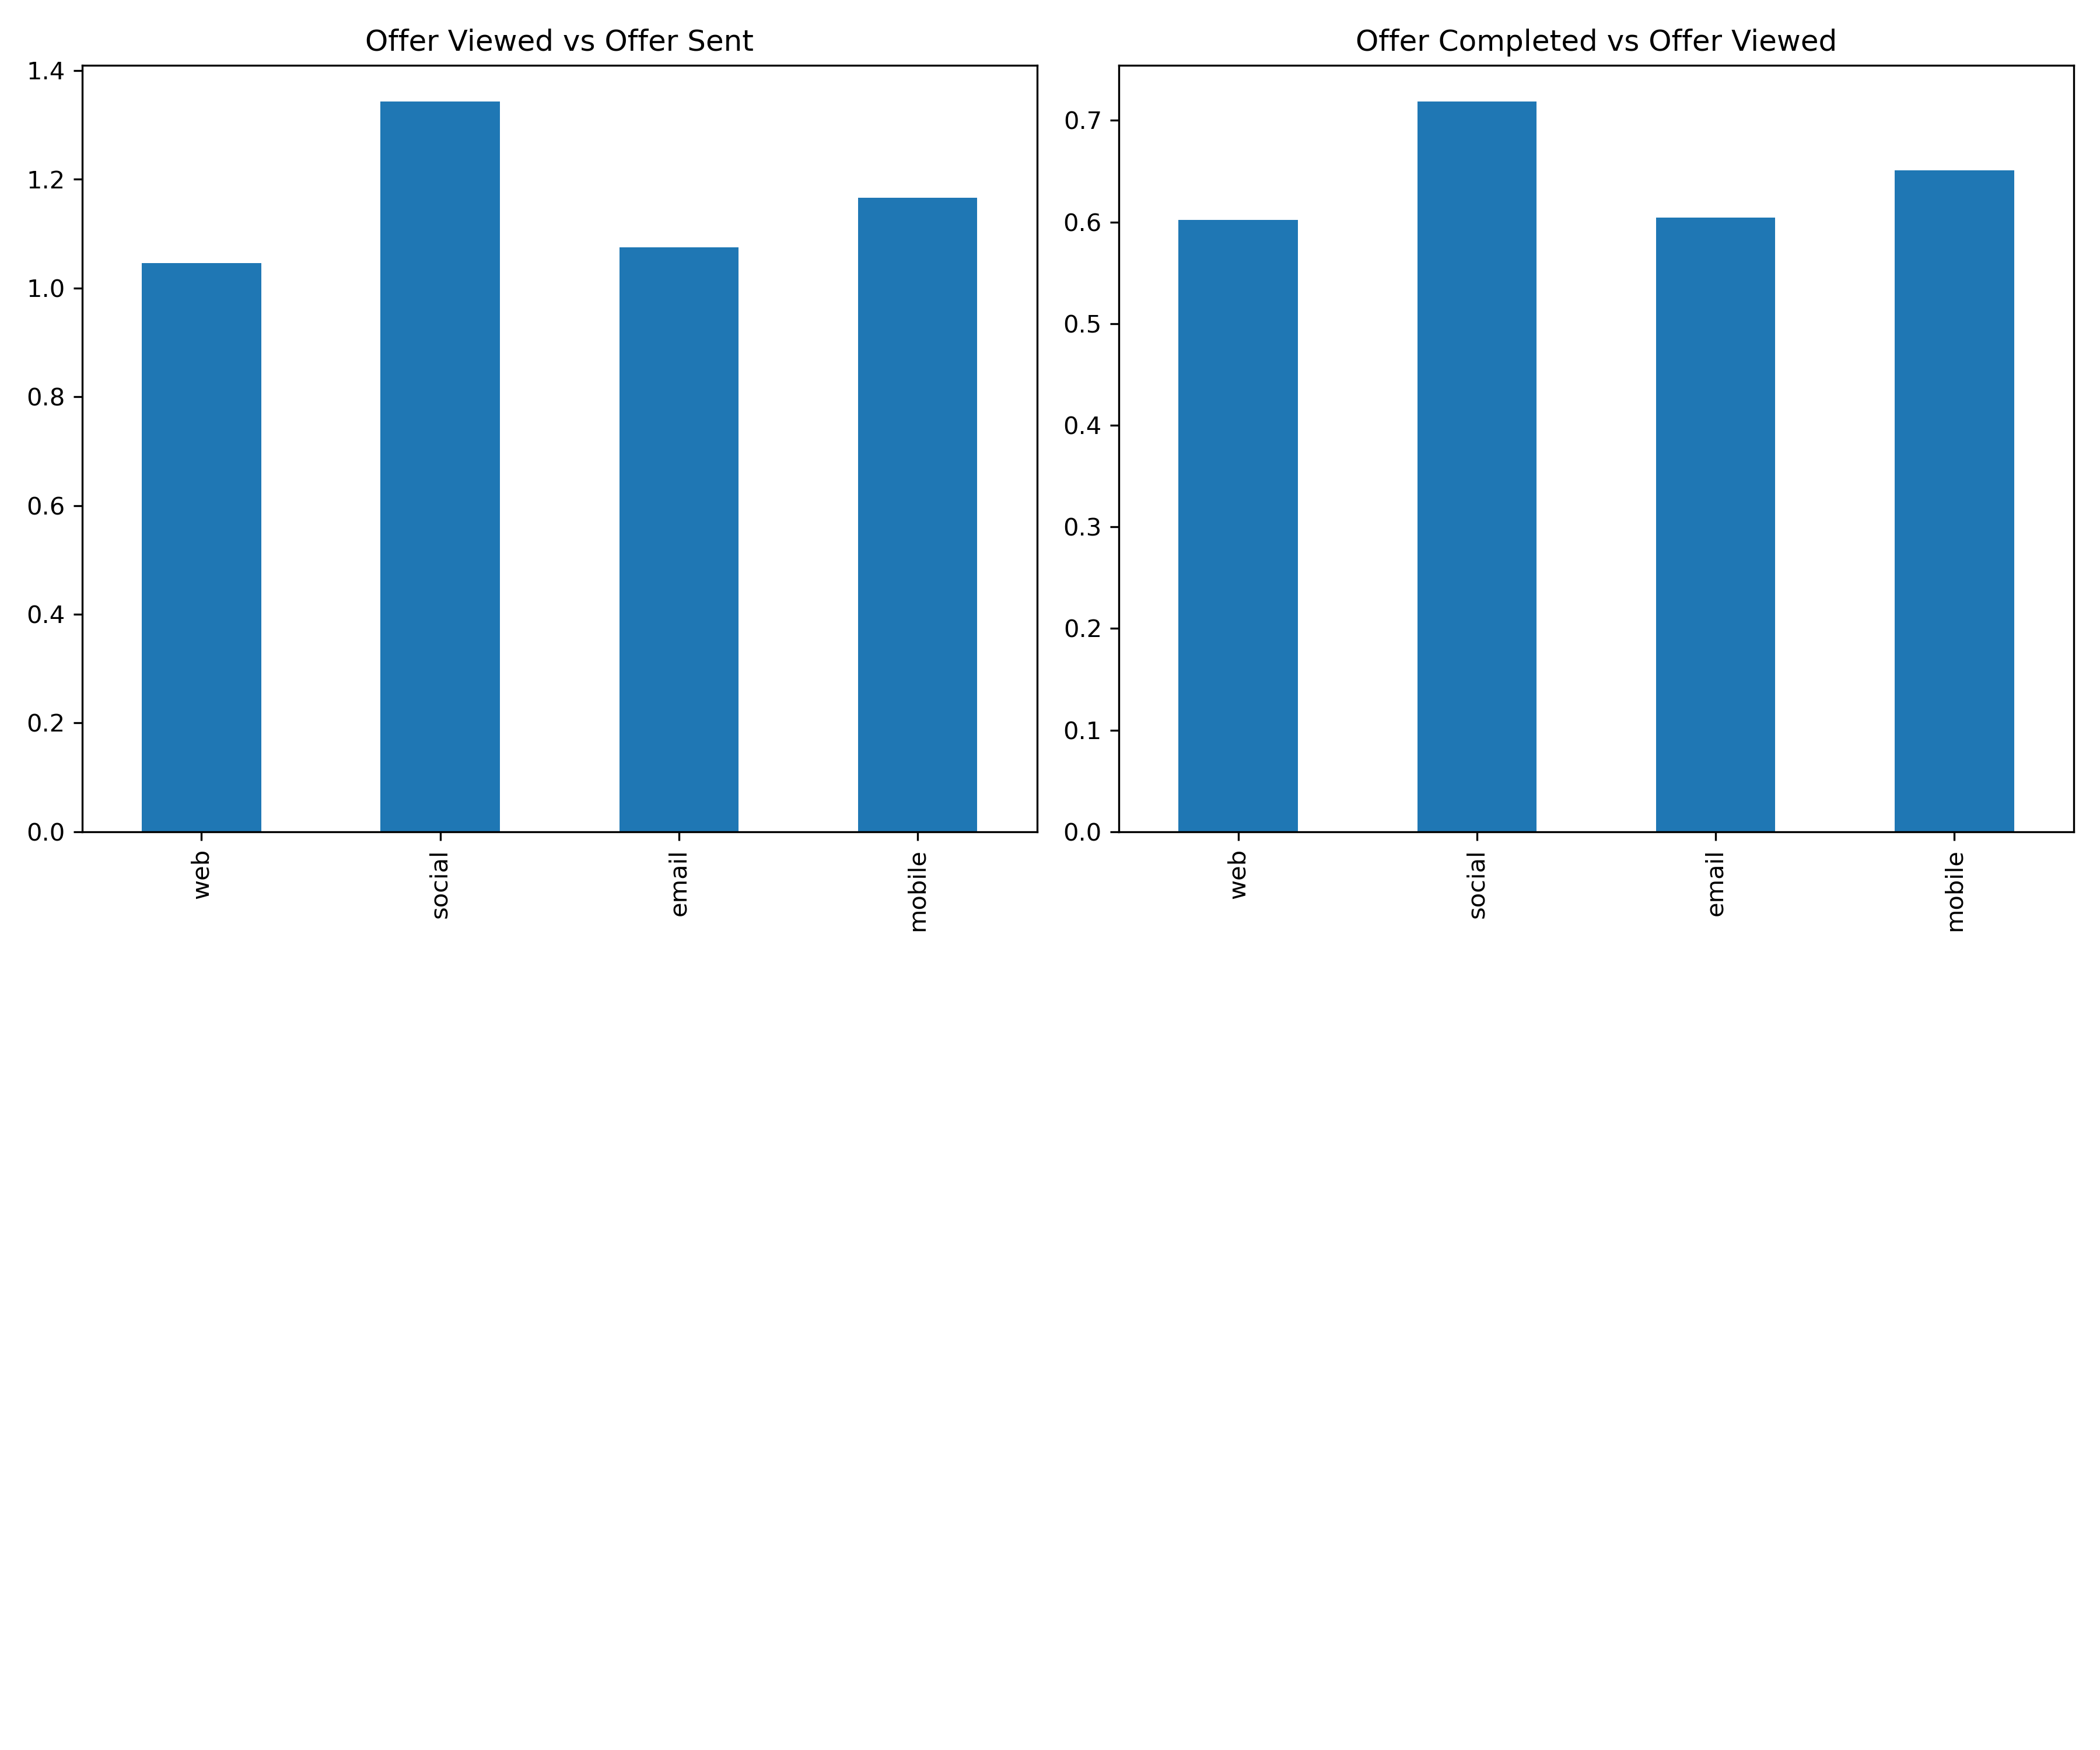 Offer Viewed vs Offer Sent
1.4
1.2
1.0
0.8
0.6
0.4
0.2
0.0
web
social
email
mobile
Offer Completed vs Offer Viewed
0.7
0.6
0.5
0.4
0.3
0.2
0.1
0.0
web
social
email
mobile